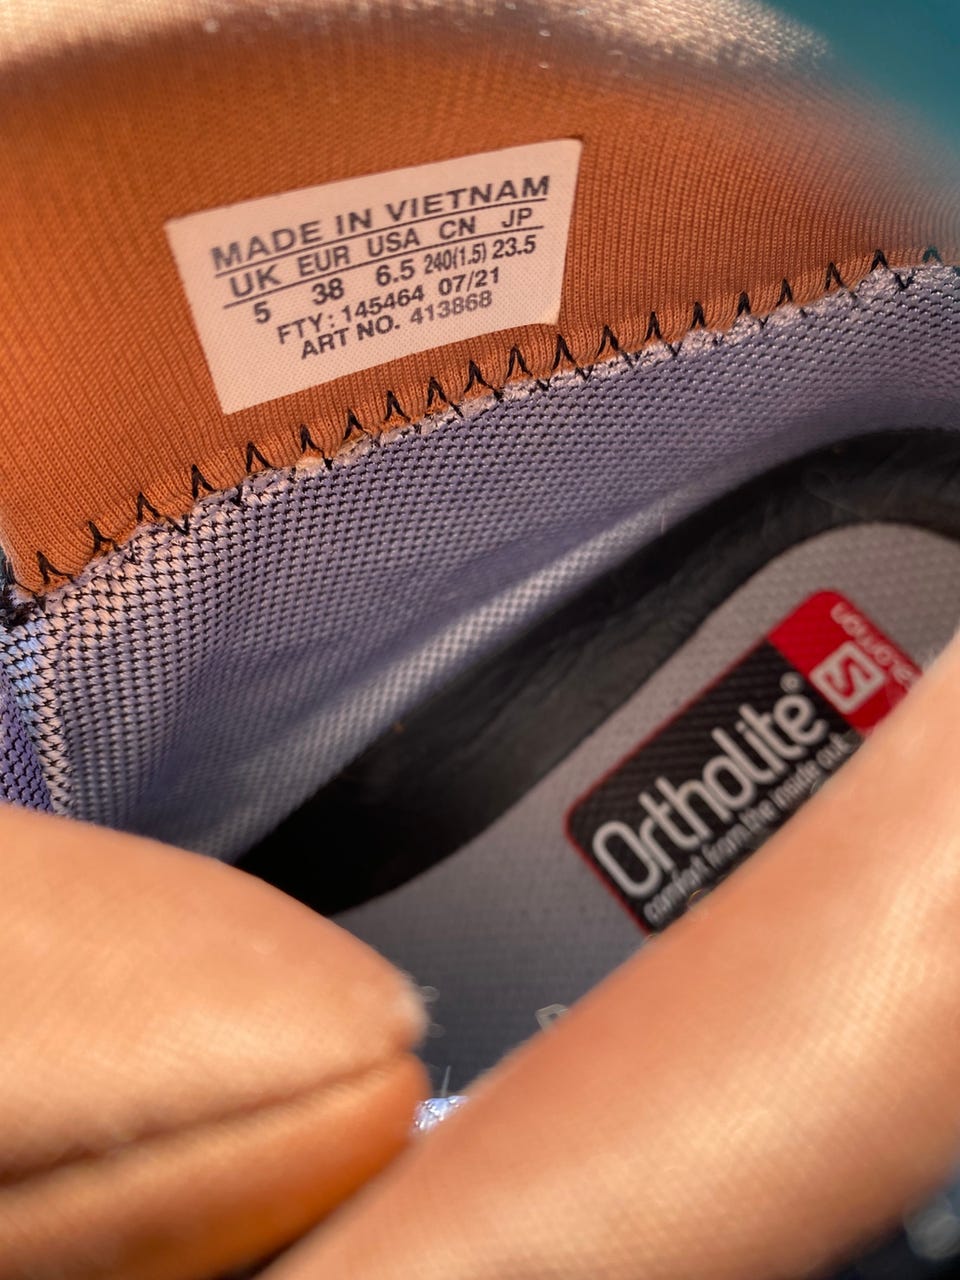 MADE IN VIETNAM
UK EUR USA CN JP
5 38 6.5 240(1.5) 23.5
FTY: 145464 07/21
ART NO. 413868
salomon
S
Ortholite®
comfort from the inside out